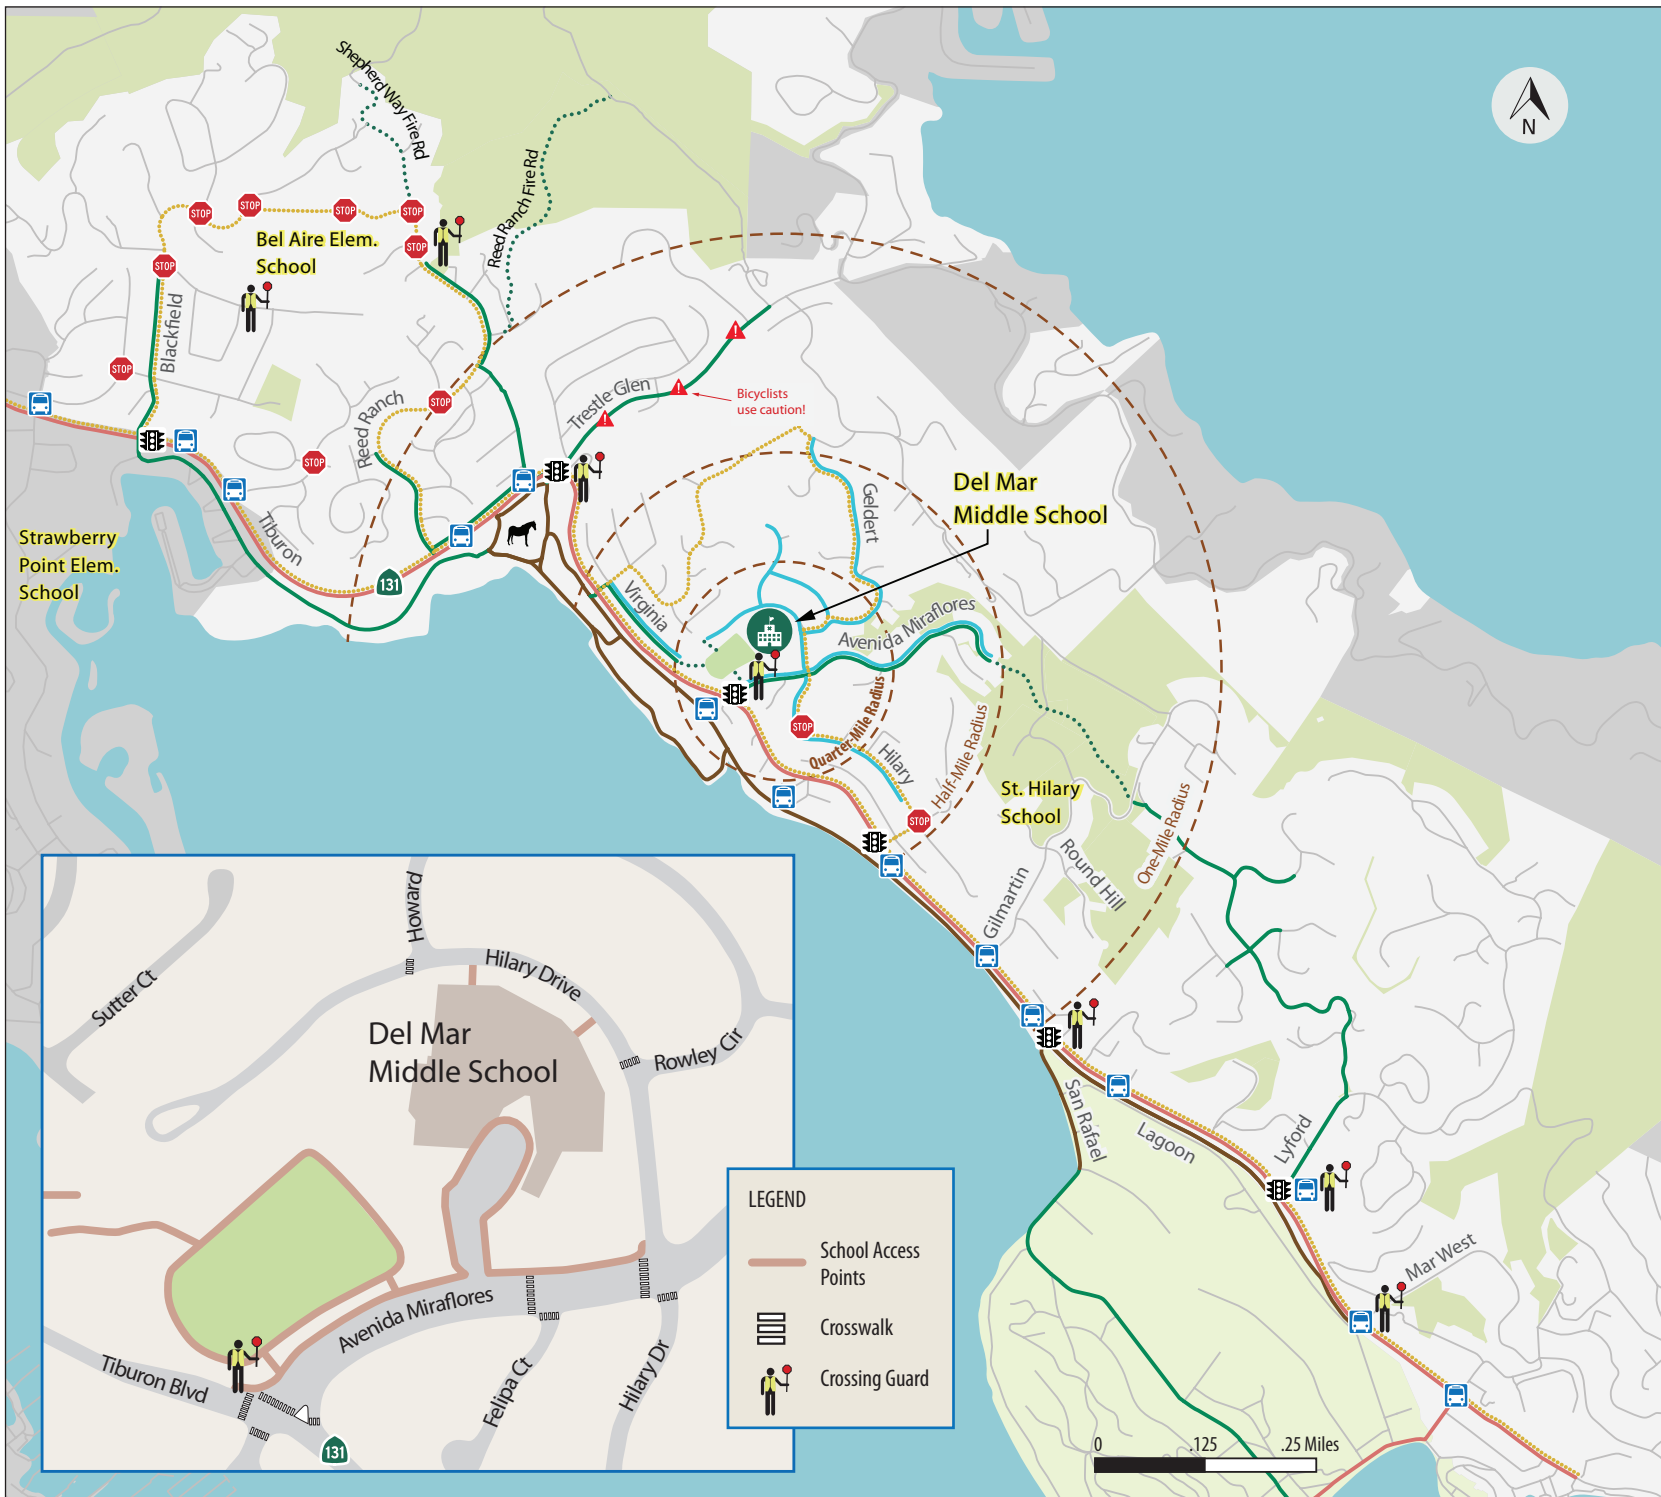 Shepherd Way Fire Rd
Reed Ranch Fire Rd
N
STOP
STOP
STOP
STOP
STOP
STOP
Bel Aire Elem.
School
Blackfield
STOP
STOP
STOP
Reed Ranch
Trestle Glen
Bicyclists
use caution!
Del Mar
Middle School
Geldert
Strawberry
Point Elem.
School
Tiburon
131
Virginia
Avenida Miraflores
STOP
Quarter-Mile Radius
Hilary
Half-Mile Radius
STOP
St. Hilary
School
One-Mile Radius
Round Hill
Gilmartin
San Rafael
Lagoon
Lyford
Mar West
Howard
Hilary Drive
Sutter Ct
Del Mar
Middle School
Rowley Cir
Avenida Miraflores
Tiburon Blvd
Felipa Ct
Hilary Dr
131
LEGEND
School Access
Points
Crosswalk
Crossing Guard
0 .125 .25 Miles